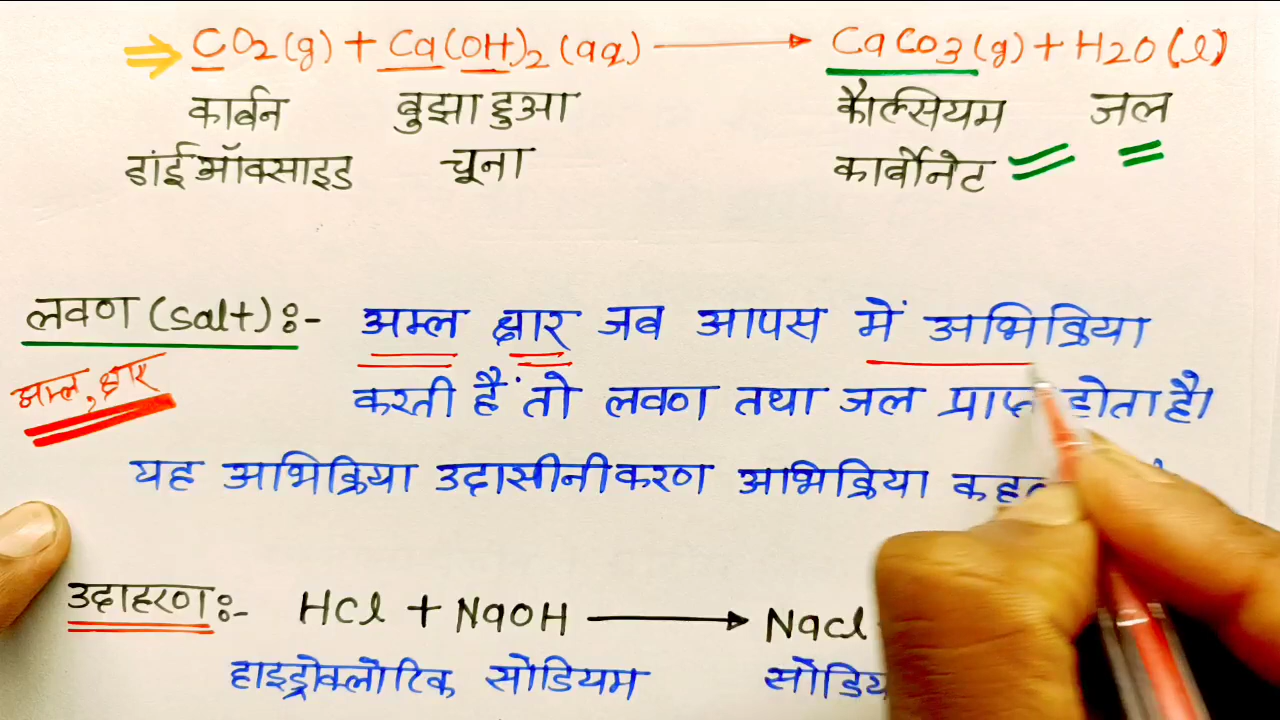 ⇒ CO2(g) + Ca(OH)2 (aq) ⟶ CaCo3(g) + H2O(l)
कार्बन बुझा हुआ कैल्सियम जल
डांई ऑक्साइड चूना कार्बोनेट
लवण (salt) :- अम्ल क्षार जब आपस में अभिक्रिया
अम्ल, क्षार
करती हैं तो लवण तथा जल प्राप्त होता है।
यह अभिक्रिया उदासीनीकरण अभिक्रिया
उदाहरण :- HCl + NaOH ⟶ Nacl
हाइड्रोक्लोरिक सोडियम